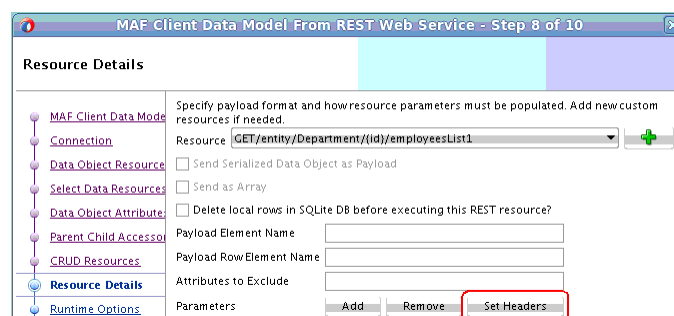 MAF Client Data Model From REST Web Service - Step 8 of 10
Resource Details
Specify payload format and how resource parameters must be populated. Add new custom
resources if needed.
MAF Client Data Mode
Connection
Data Object Resource
Select Data Resources
Data Object Attribute
Parent Child Accesso
CRUD Resources
Resource Details
Runtime Options
Resource GET/entity/Department/{id}/employeesList1
Send Serialized Data Object as Payload
Send as Array
Delete local rows in SQLite DB before executing this REST resource?
Payload Element Name
Payload Row Element Name
Attributes to Exclude
Parameters Add Remove Set Headers